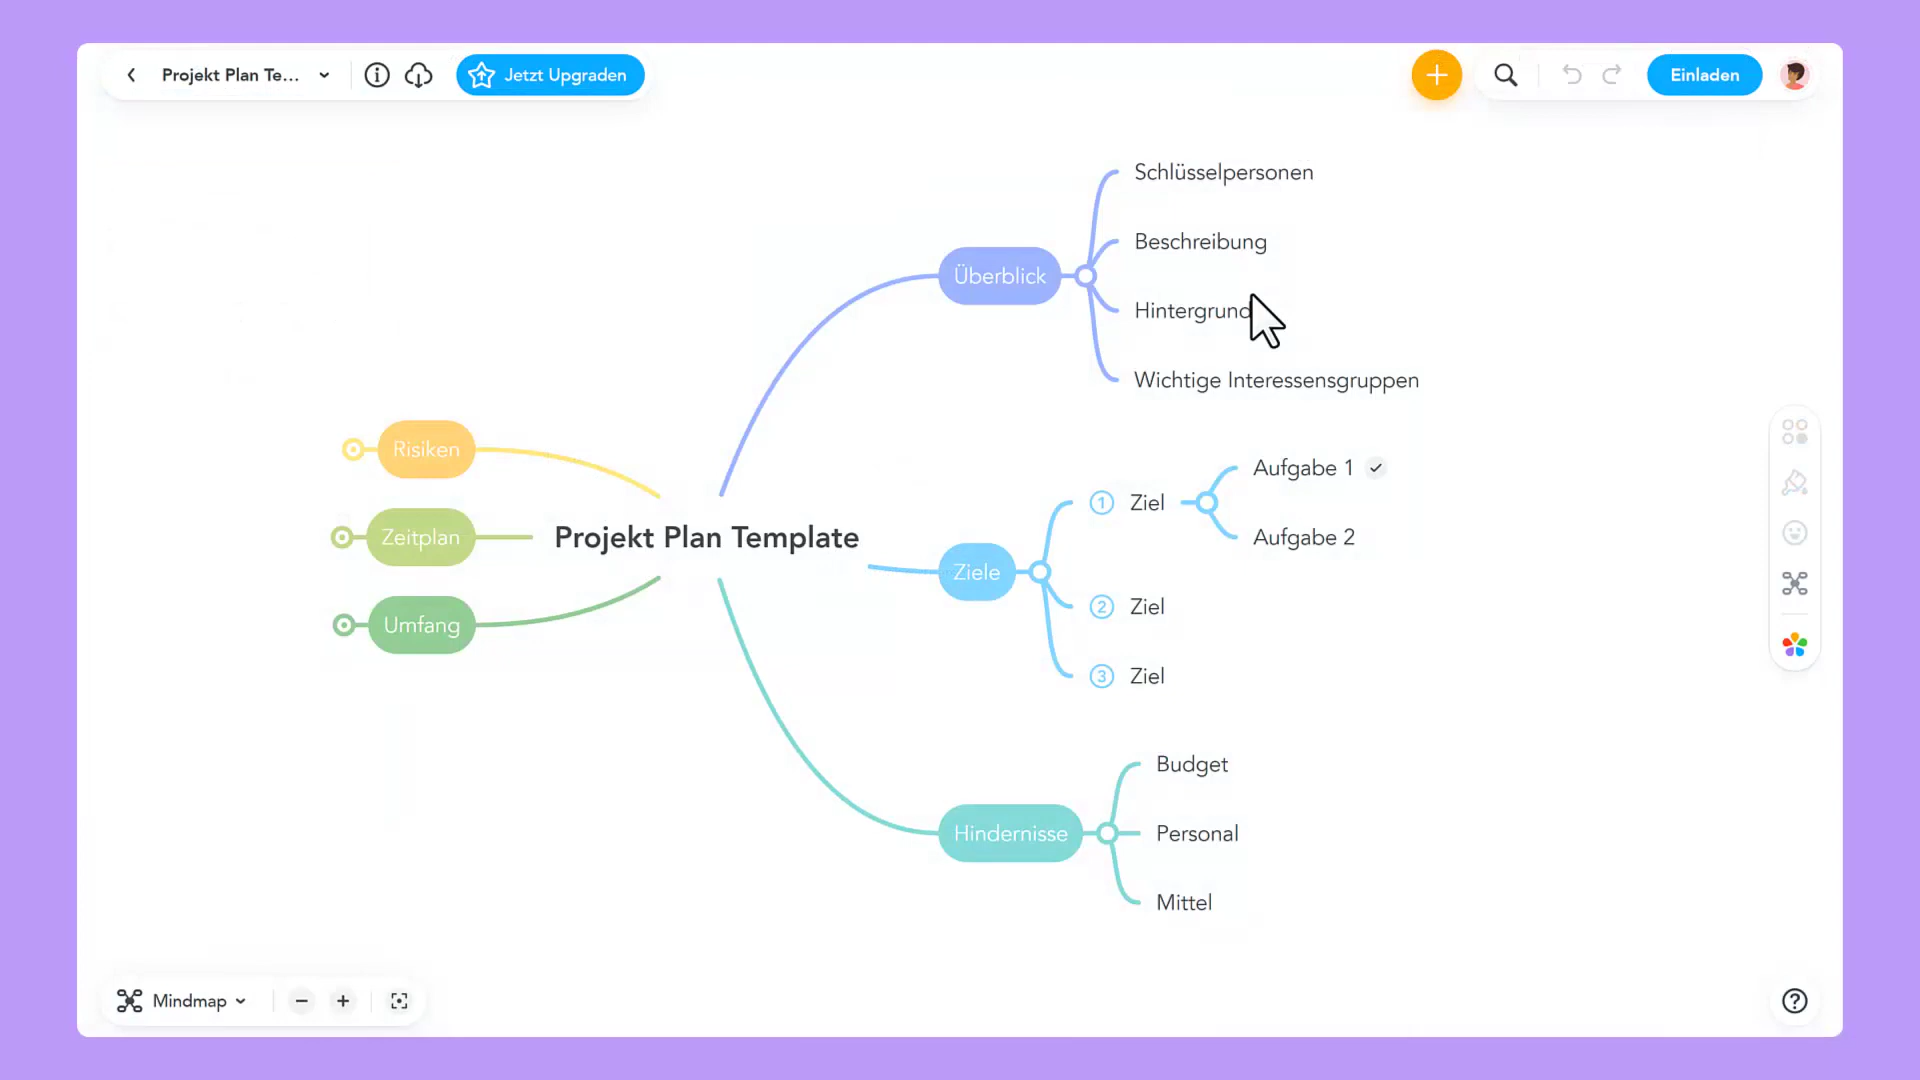 Projekt Plan Te...
Jetzt Upgraden
Einladen
Schlüsselpersonen
Beschreibung
Überblick
Hintergrund
Wichtige Interessensgruppen
Risiken
Aufgabe 1
1 Ziel
Zeitplan
Projekt Plan Template
Aufgabe 2
Ziele
2 Ziel
Umfang
3 Ziel
Budget
Hindernisse
Personal
Mittel
Mindmap